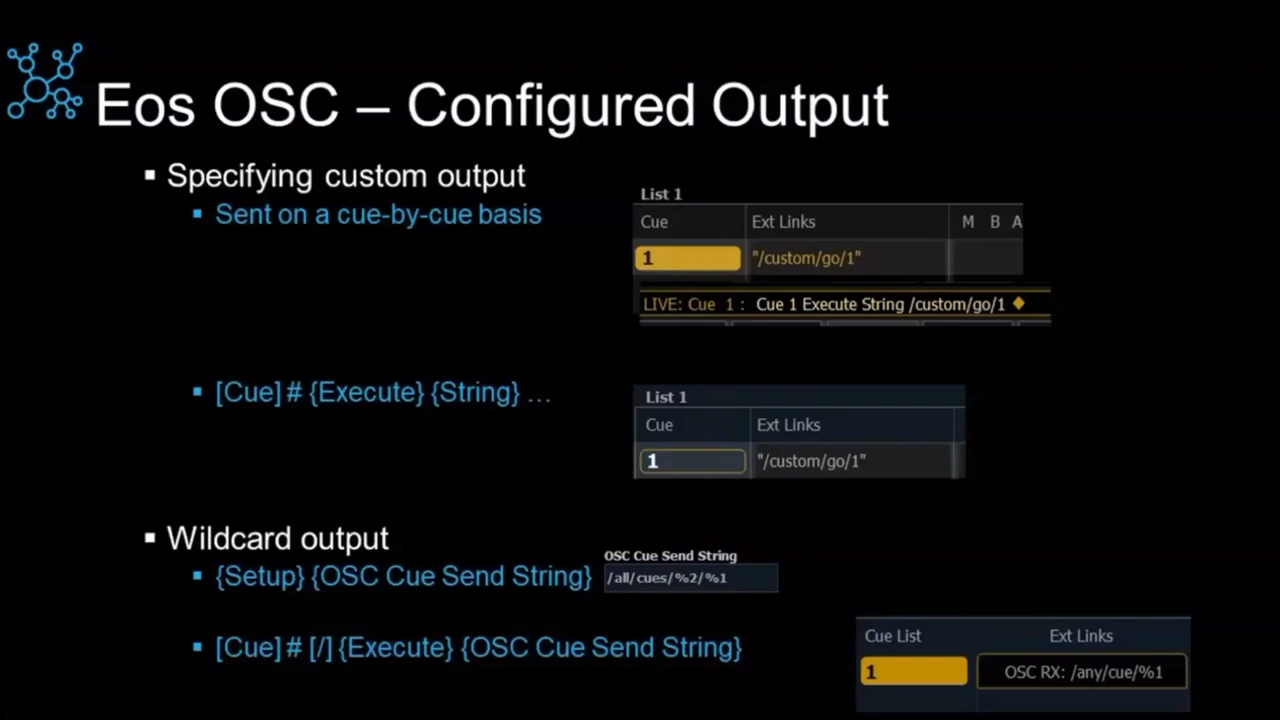 Eos OSC – Configured Output
▪ Specifying custom output
▪ Sent on a cue-by-cue basis
List 1
Cue Ext Links M B A
1 "/custom/go/1"
LIVE: Cue 1 : Cue 1 Execute String /custom/go/1 ◆
▪ [Cue] # {Execute} {String} …
List 1
Cue Ext Links
1 "/custom/go/1"
▪ Wildcard output
▪ {Setup} {OSC Cue Send String}
OSC Cue Send String
/all/cues/%2/%1
▪ [Cue] # [/] {Execute} {OSC Cue Send String}
Cue List Ext Links
1 OSC RX: /any/cue/%1